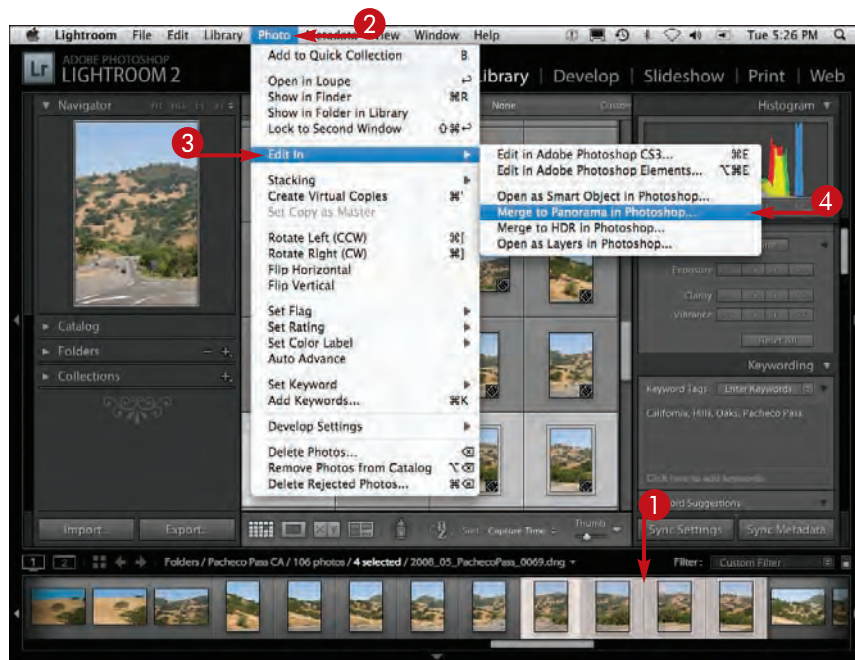 2
Lightroom File Edit Library Photo Metadata View Window Help Tue 5:26 PM
Lr ADOBE PHOTOSHOP
LIGHTROOM 2
Library | Develop | Slideshow | Print | Web
Navigator
None
Histogram
Add to Quick Collection B
Open in Loupe ↩
Show in Finder ⌘R
Show in Folder in Library
Lock to Second Window ⇧⌘↩
3
Edit In
Edit in Adobe Photoshop CS3... ⌘E
Edit in Adobe Photoshop Elements... ⌥⌘E
Open as Smart Object in Photoshop...
Merge to Panorama in Photoshop...
4
Merge to HDR in Photoshop...
Open as Layers in Photoshop...
Stacking
Create Virtual Copies ⌘'
Set Copy as Master
Rotate Left (CCW) ⌘[
Rotate Right (CW) ⌘]
Flip Horizontal
Flip Vertical
Set Flag
Set Rating
Set Color Label
Auto Advance
Set Keyword
Add Keywords... ⌘K
Develop Settings
Delete Photos... ⌫
Remove Photos from Catalog ⌥⌫
Delete Rejected Photos... ⌘⌫
Catalog
Folders - +
Collections +
Exposure
Clarity
Vibrance
Reset All
Keywording
Keyword Tags Enter Keywords
California, Hills, Oaks, Pacheco Pass
Click here to add keywords
1
Suggestions
Import... Export...
Sort: Capture Time
Thumb
Sync Settings Sync Metadata
1 2 Folders / Pacheco Pass CA / 106 photos / 4 selected / 2008_05_PachecoPass_0069.dng
Filter: Custom Filter